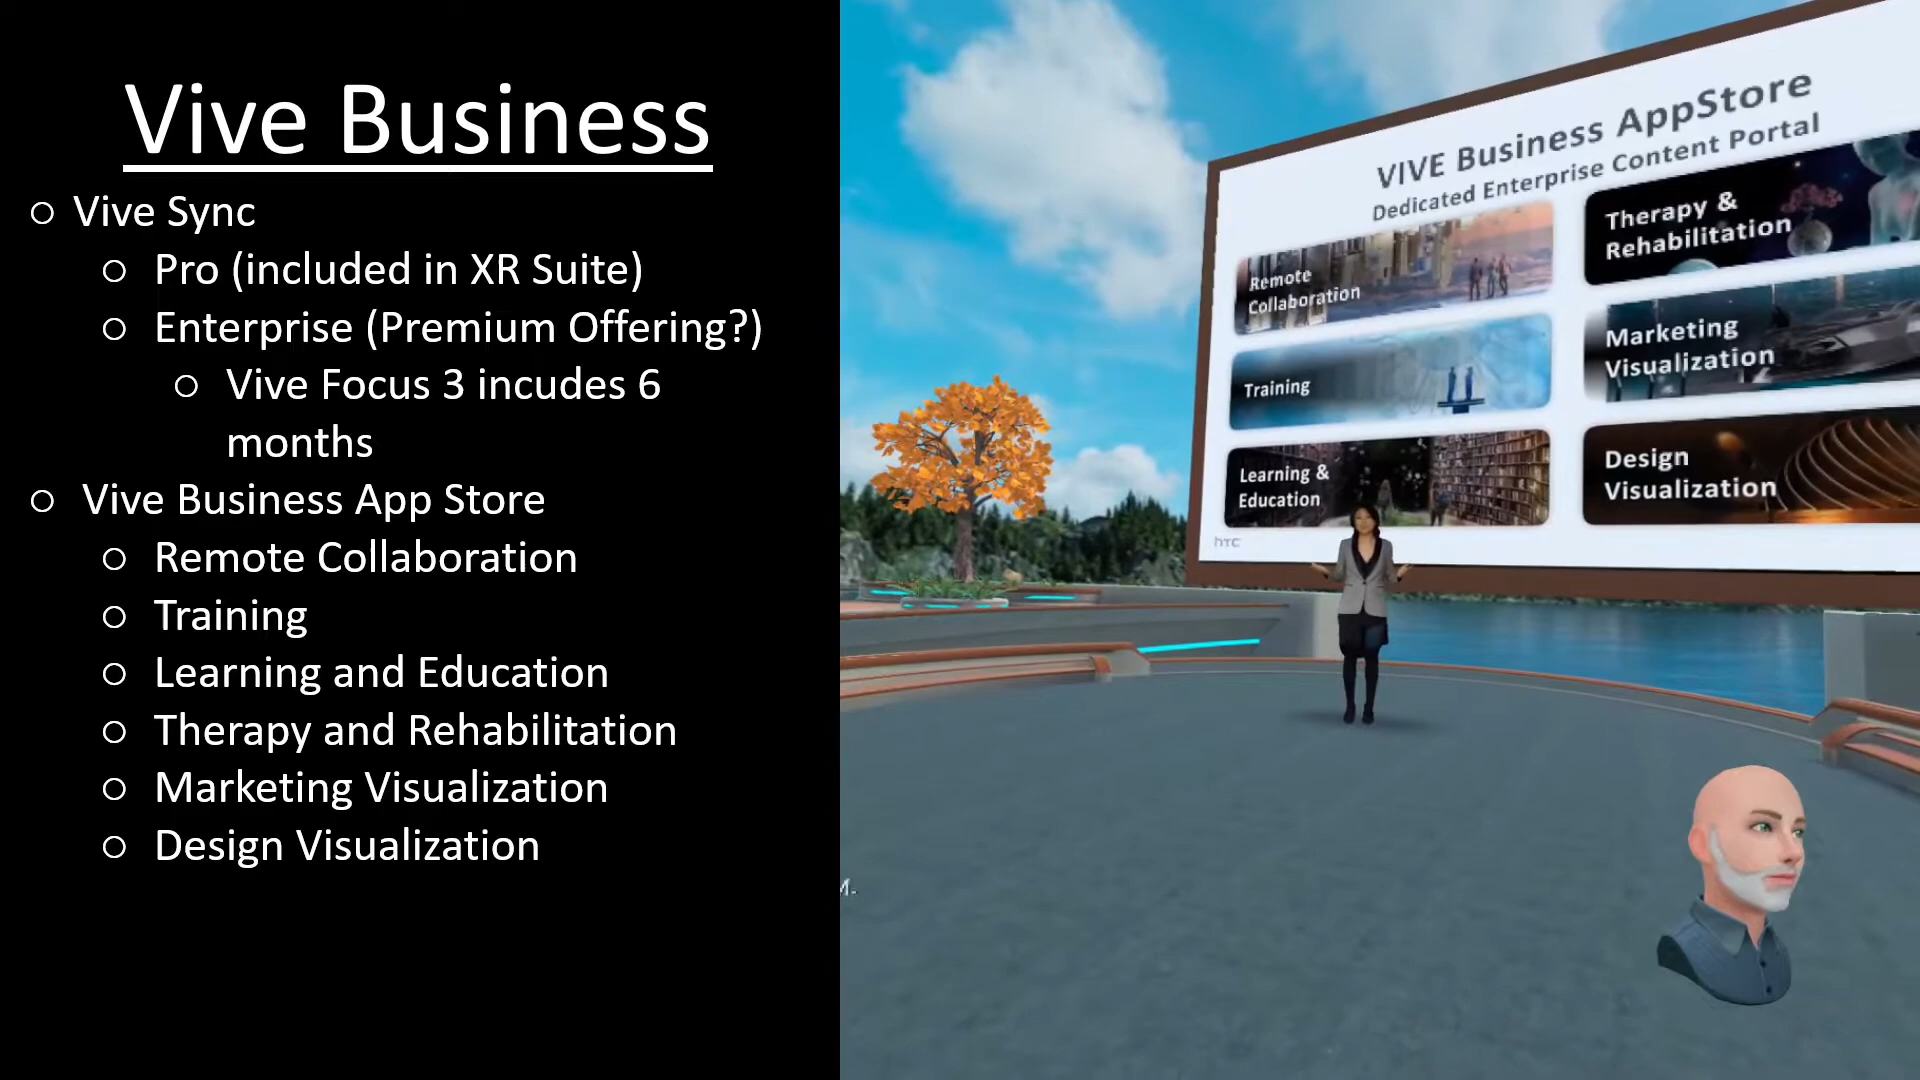 Vive Business
Vive Sync
Pro (included in XR Suite)
Enterprise (Premium Offering?)
Vive Focus 3 incudes 6
months
Vive Business App Store
Remote Collaboration
Training
Learning and Education
Therapy and Rehabilitation
Marketing Visualization
Design Visualization
VIVE Business AppStore
Dedicated Enterprise Content Portal
Remote
Collaboration
Training
Learning &
Education
Therapy &
Rehabilitation
Marketing
Visualization
Design
Visualization
hTC
M.